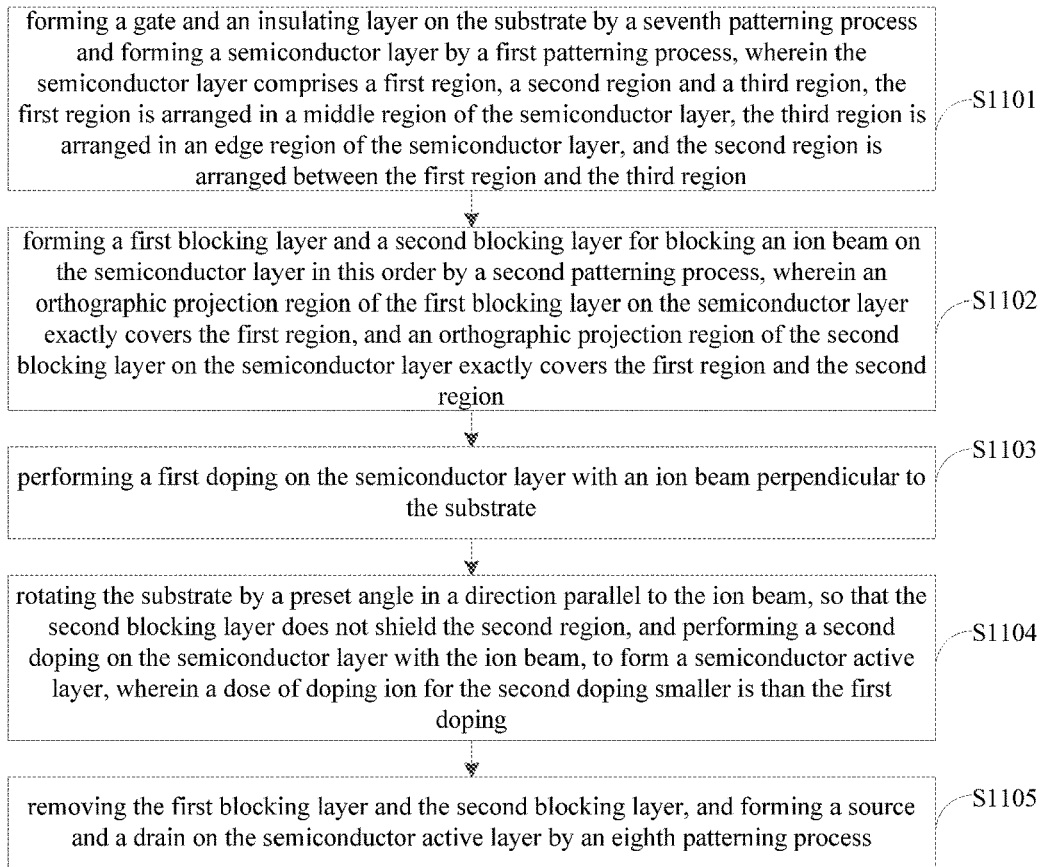 forming a gate and an insulating layer on the substrate by a seventh patterning process
and forming a semiconductor layer by a first patterning process, wherein the
semiconductor layer comprises a first region, a second region and a third region, the
first region is arranged in a middle region of the semiconductor layer, the third region is
arranged in an edge region of the semiconductor layer, and the second region is
arranged between the first region and the third region
S1101
forming a first blocking layer and a second blocking layer for blocking an ion beam on
the semiconductor layer in this order by a second patterning process, wherein an
orthographic projection region of the first blocking layer on the semiconductor layer
exactly covers the first region, and an orthographic projection region of the second
blocking layer on the semiconductor layer exactly covers the first region and the second
region
S1102
performing a first doping on the semiconductor layer with an ion beam perpendicular to
the substrate
S1103
rotating the substrate by a preset angle in a direction parallel to the ion beam, so that the
second blocking layer does not shield the second region, and performing a second
doping on the semiconductor layer with the ion beam, to form a semiconductor active
layer, wherein a dose of doping ion for the second doping smaller is than the first
doping
S1104
removing the first blocking layer and the second blocking layer, and forming a source
and a drain on the semiconductor active layer by an eighth patterning process
S1105